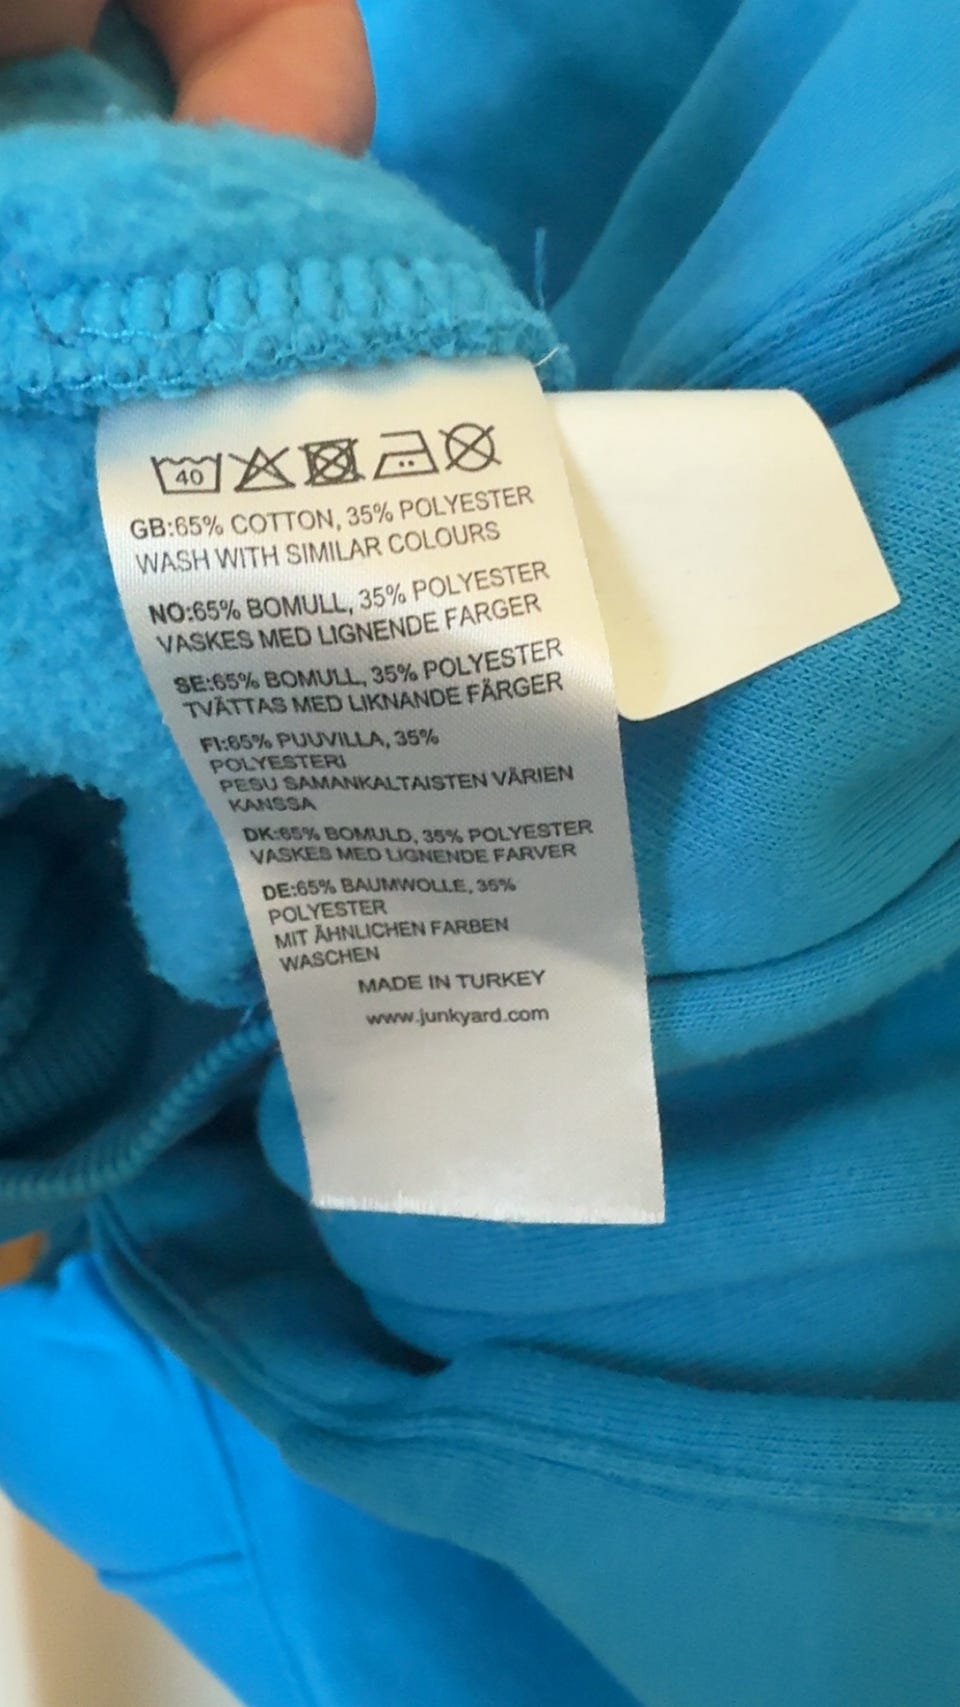 40
GB:65% COTTON, 35% POLYESTER
WASH WITH SIMILAR COLOURS
NO:65% BOMULL, 35% POLYESTER
VASKES MED LIGNENDE FARGER
SE:65% BOMULL, 35% POLYESTER
TVÄTTAS MED LIKNANDE FÄRGER
FI:65% PUUVILLA, 35%
POLYESTERI
PESU SAMANKALTAISTEN VÄRIEN
KANSSA
DK:65% BOMULD, 35% POLYESTER
VASKES MED LIGNENDE FARVER
DE:65% BAUMWOLLE, 35%
POLYESTER
MIT ÄHNLICHEN FARBEN
WASCHEN
MADE IN TURKEY
www.junkyard.com